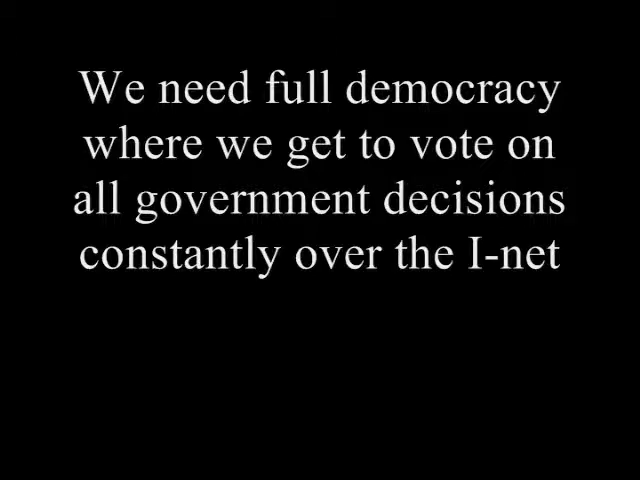 We need full democracy
where we get to vote on
all government decisions
constantly over the I-net